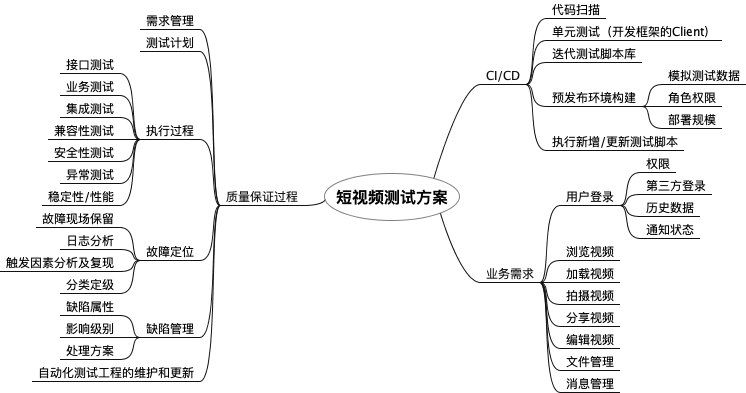 短视频测试方案
CI/CD
代码扫描
单元测试（开发框架的Client）
迭代测试脚本库
预发布环境构建
模拟测试数据
角色权限
部署规模
执行新增/更新测试脚本
业务需求
用户登录
权限
第三方登录
历史数据
通知状态
浏览视频
加载视频
拍摄视频
分享视频
编辑视频
文件管理
消息管理
质量保证过程
需求管理
测试计划
执行过程
接口测试
业务测试
集成测试
兼容性测试
安全性测试
异常测试
稳定性/性能
故障定位
故障现场保留
日志分析
触发因素分析及复现
分类定级
缺陷管理
缺陷属性
影响级别
处理方案
自动化测试工程的维护和更新